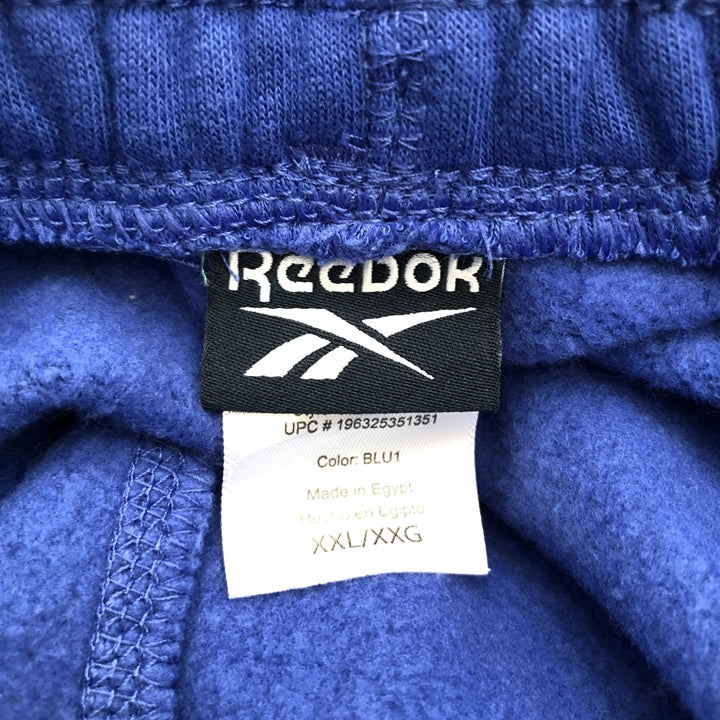 Reebok
UPC # 196325351351
Color: BLU1
Made in Egypt
Hecho en Egipto
XXL/XXG